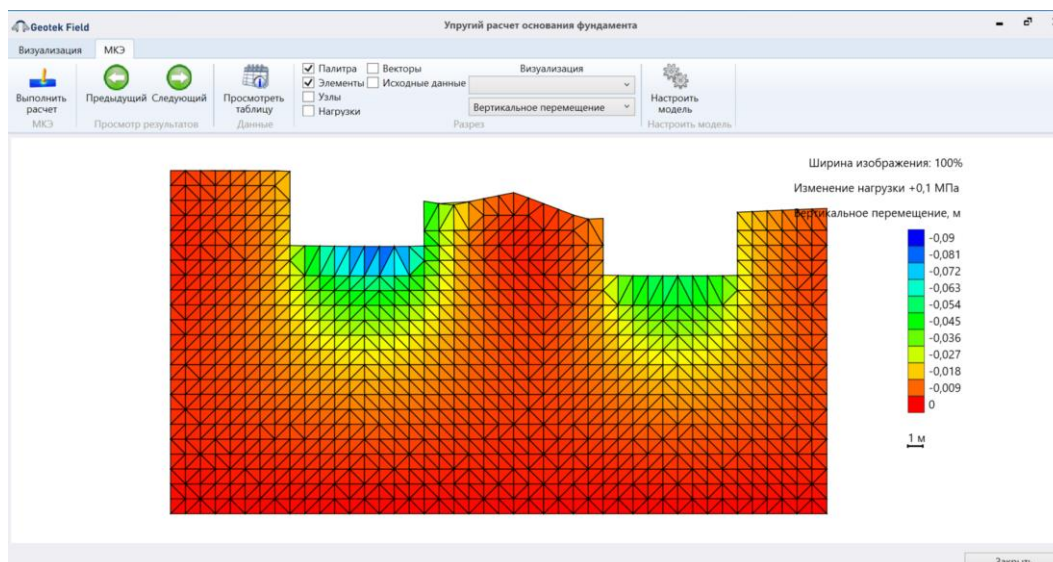 Geotek Field
Упругий расчет основания фундамента
Визуализация МКЭ
Выполнить расчет
МКЭ
Предыдущий Следующий
Просмотр результатов
Просмотреть таблицу
Данные
Палитра Векторы
Элементы Исходные данные
Узлы
Нагрузки
Визуализация
Вертикальное перемещение
Разрез
Настроить модель
Настроить модель
Ширина изображения: 100%
Изменение нагрузки +0,1 МПа
Вертикальное перемещение, м
-0,09
-0,081
-0,072
-0,063
-0,054
-0,045
-0,036
-0,027
-0,018
-0,009
0
1 м
Закрыть